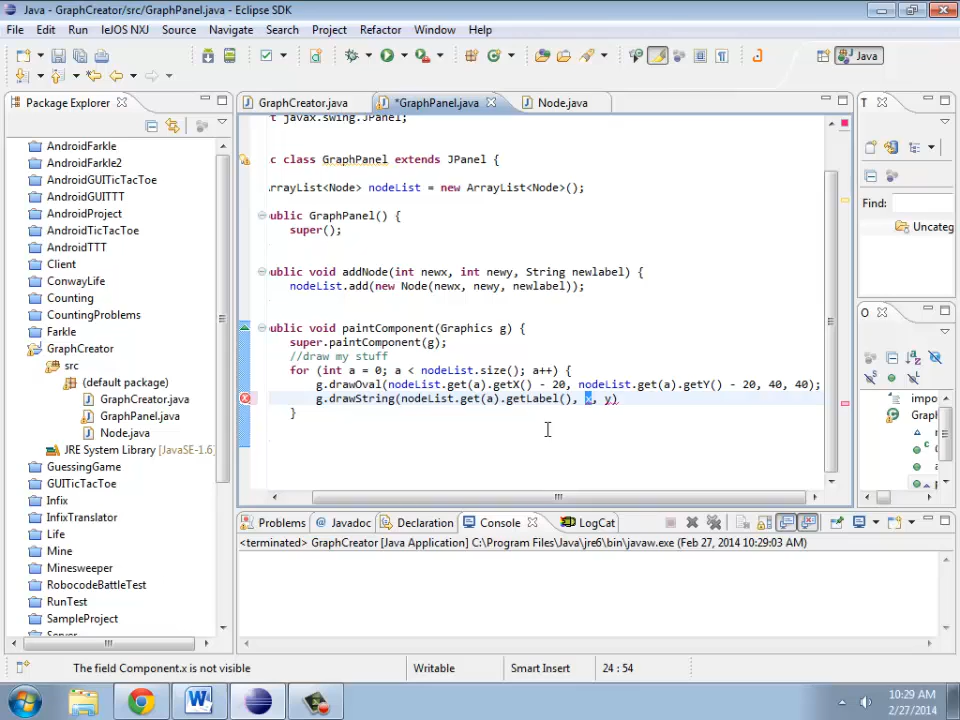 Java - GraphCreator/src/GraphPanel.java - Eclipse SDK
File Edit Run LeJOS NXJ Source Navigate Search Project Refactor Window Help
Java
Package Explorer
AndroidFarkle
AndroidFarkle2
AndroidGUITicTacToe
AndroidGUITTT
AndroidProject
AndroidTicTacToe
AndroidTTT
Client
ConwayLife
Counting
CountingProblems
Farkle
GraphCreator
src
(default package)
GraphCreator.java
GraphPanel.java
Node.java
JRE System Library [JavaSE-1.6]
GuessingGame
GUITicTacToe
Infix
InfixTranslator
Life
Mine
Minesweeper
RobocodeBattleTest
RunTest
SampleProject
Server
GraphCreator.java *GraphPanel.java Node.java
t javax.swing.JPanel;
c class GraphPanel extends JPanel {
ArrayList<Node> nodeList = new ArrayList<Node>();
ublic GraphPanel() {
super();
ublic void addNode(int newx, int newy, String newlabel) {
nodeList.add(new Node(newx, newy, newlabel));
ublic void paintComponent(Graphics g) {
super.paintComponent(g);
//draw my stuff
for (int a = 0; a < nodeList.size(); a++) {
g.drawOval(nodeList.get(a).getX() - 20, nodeList.get(a).getY() - 20, 40, 40);
g.drawString(nodeList.get(a).getLabel(), x, y)
}
T
Find:
Uncateg
O
impo
Graph
Problems Javadoc Declaration Console LogCat
<terminated> GraphCreator [Java Application] C:\Program Files\Java\jre6\bin\javaw.exe (Feb 27, 2014 10:29:03 AM)
The field Component.x is not visible
Writable
Smart Insert
24 : 54
10:29 AM
2/27/2014